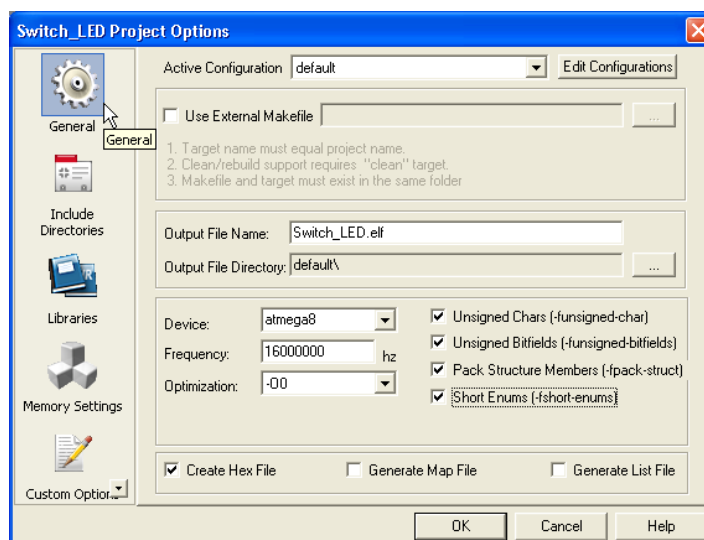 Switch_LED Project Options
General
General
Include
Directories
Libraries
Memory Settings
Custom Option
Active Configuration default Edit Configurations
Use External Makefile ...
1. Target name must equal project name.
2. Clean/rebuild support requires "clean" target.
3. Makefile and target must exist in the same folder
Output File Name: Switch_LED.elf
Output File Directory: default\ ...
Device: atmega8
Frequency: 16000000 hz
Optimization: -O0
Unsigned Chars (-funsigned-char)
Unsigned Bitfields (-funsigned-bitfields)
Pack Structure Members (-fpack-struct)
Short Enums (-fshort-enums)
Create Hex File Generate Map File Generate List File
OK Cancel Help